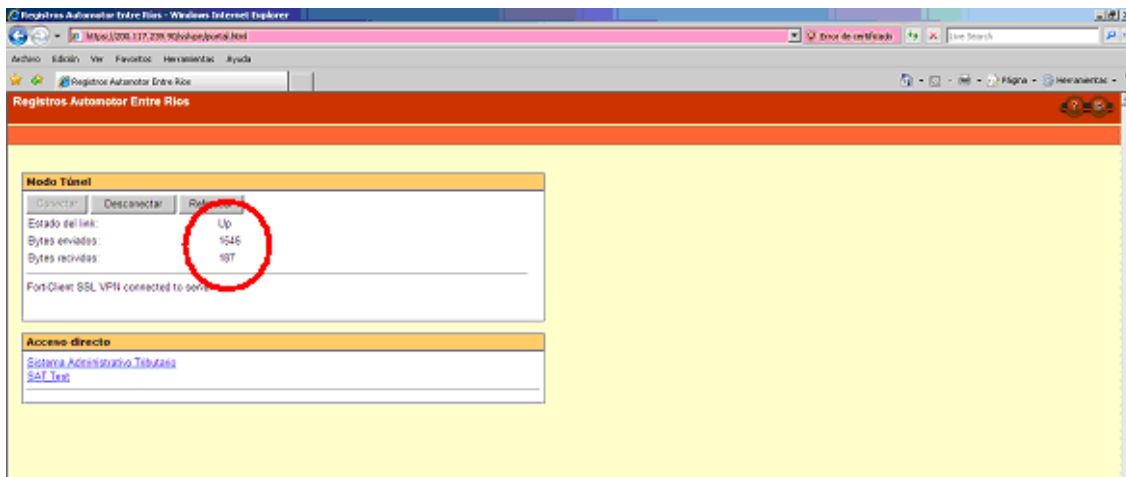 Registros Automotor Entre Rios - Windows Internet Explorer
Error de certificado
Live Search
Archivo Edición Ver Favoritos Herramientas Ayuda
Registros Automotor Entre Rios
Página Herramientas
Registros Automotor Entre Rios
Modo Túnel
Conectar Desconectar
Estado del link: Up
Bytes enviados: 1646
Bytes recividos: 187
FortiClient SSL VPN connected to
Acceso directo
Sistema Administrativo Tributario
SAT Test